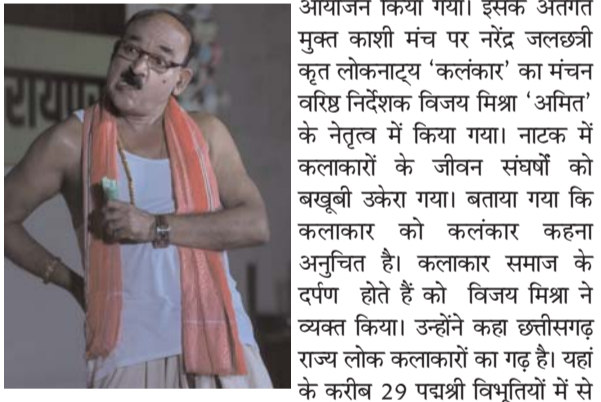 रायपुर
आयोजन किया गया। इसके अंतर्गत
मुक्त काशी मंच पर नरेंद्र जलछत्री
कृत लोकनाट्य ‘कलंकार’ का मंचन
वरिष्ठ निर्देशक विजय मिश्रा ‘अमित’
के नेतृत्व में किया गया। नाटक में
कलाकारों के जीवन संघर्षों को
बखूबी उकेरा गया। बताया गया कि
कलाकार को कलंकार कहना
अनुचित है। कलाकार समाज के
दर्पण होते हैं को विजय मिश्रा ने
व्यक्त किया। उन्होंने कहा छत्तीसगढ़
राज्य लोक कलाकारों का गढ़ है। यहां
के करीब 29 पद्मश्री विभूतियों में से